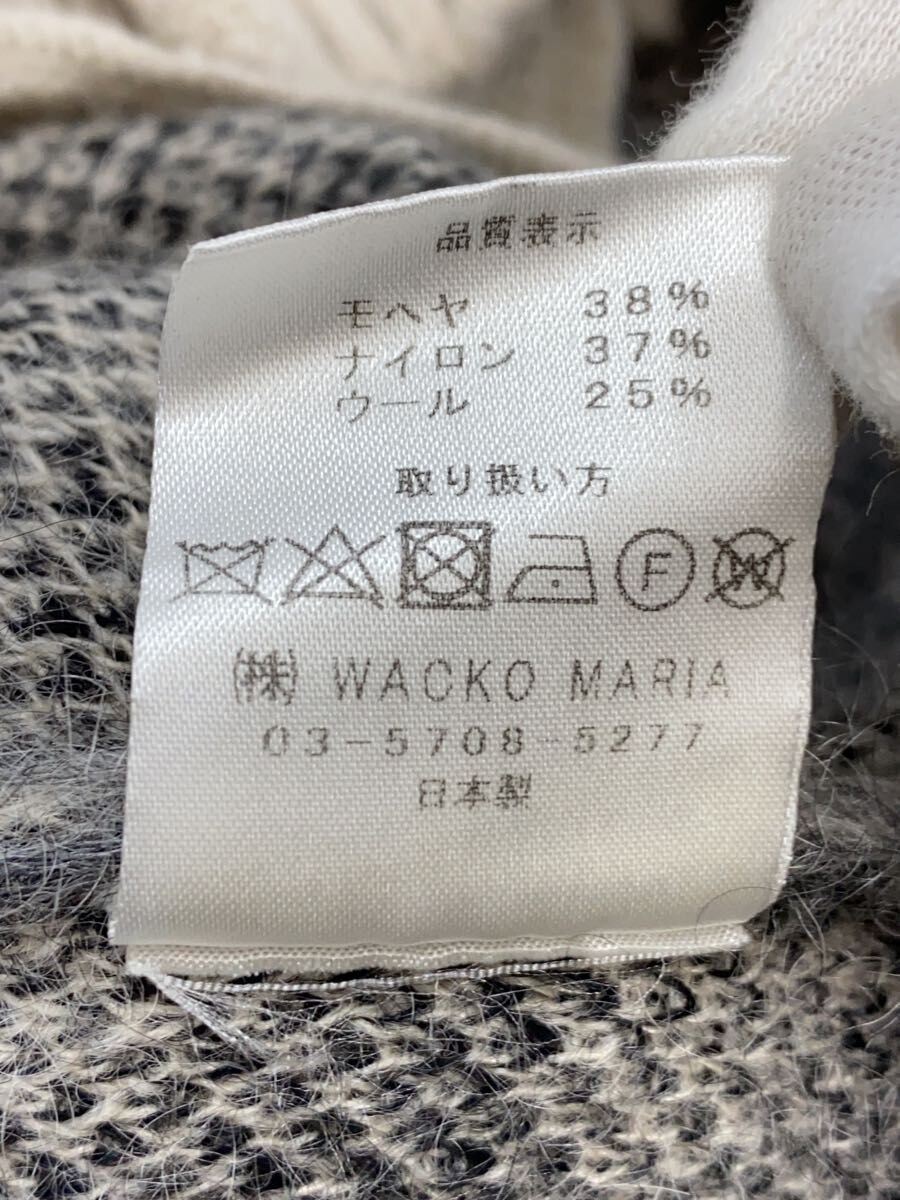 品質表示
モヘヤ 38%
ナイロン 37%
ウール 25%
取り扱い方
F W
(株) WACKO MARIA
03-5708-5277
日本製